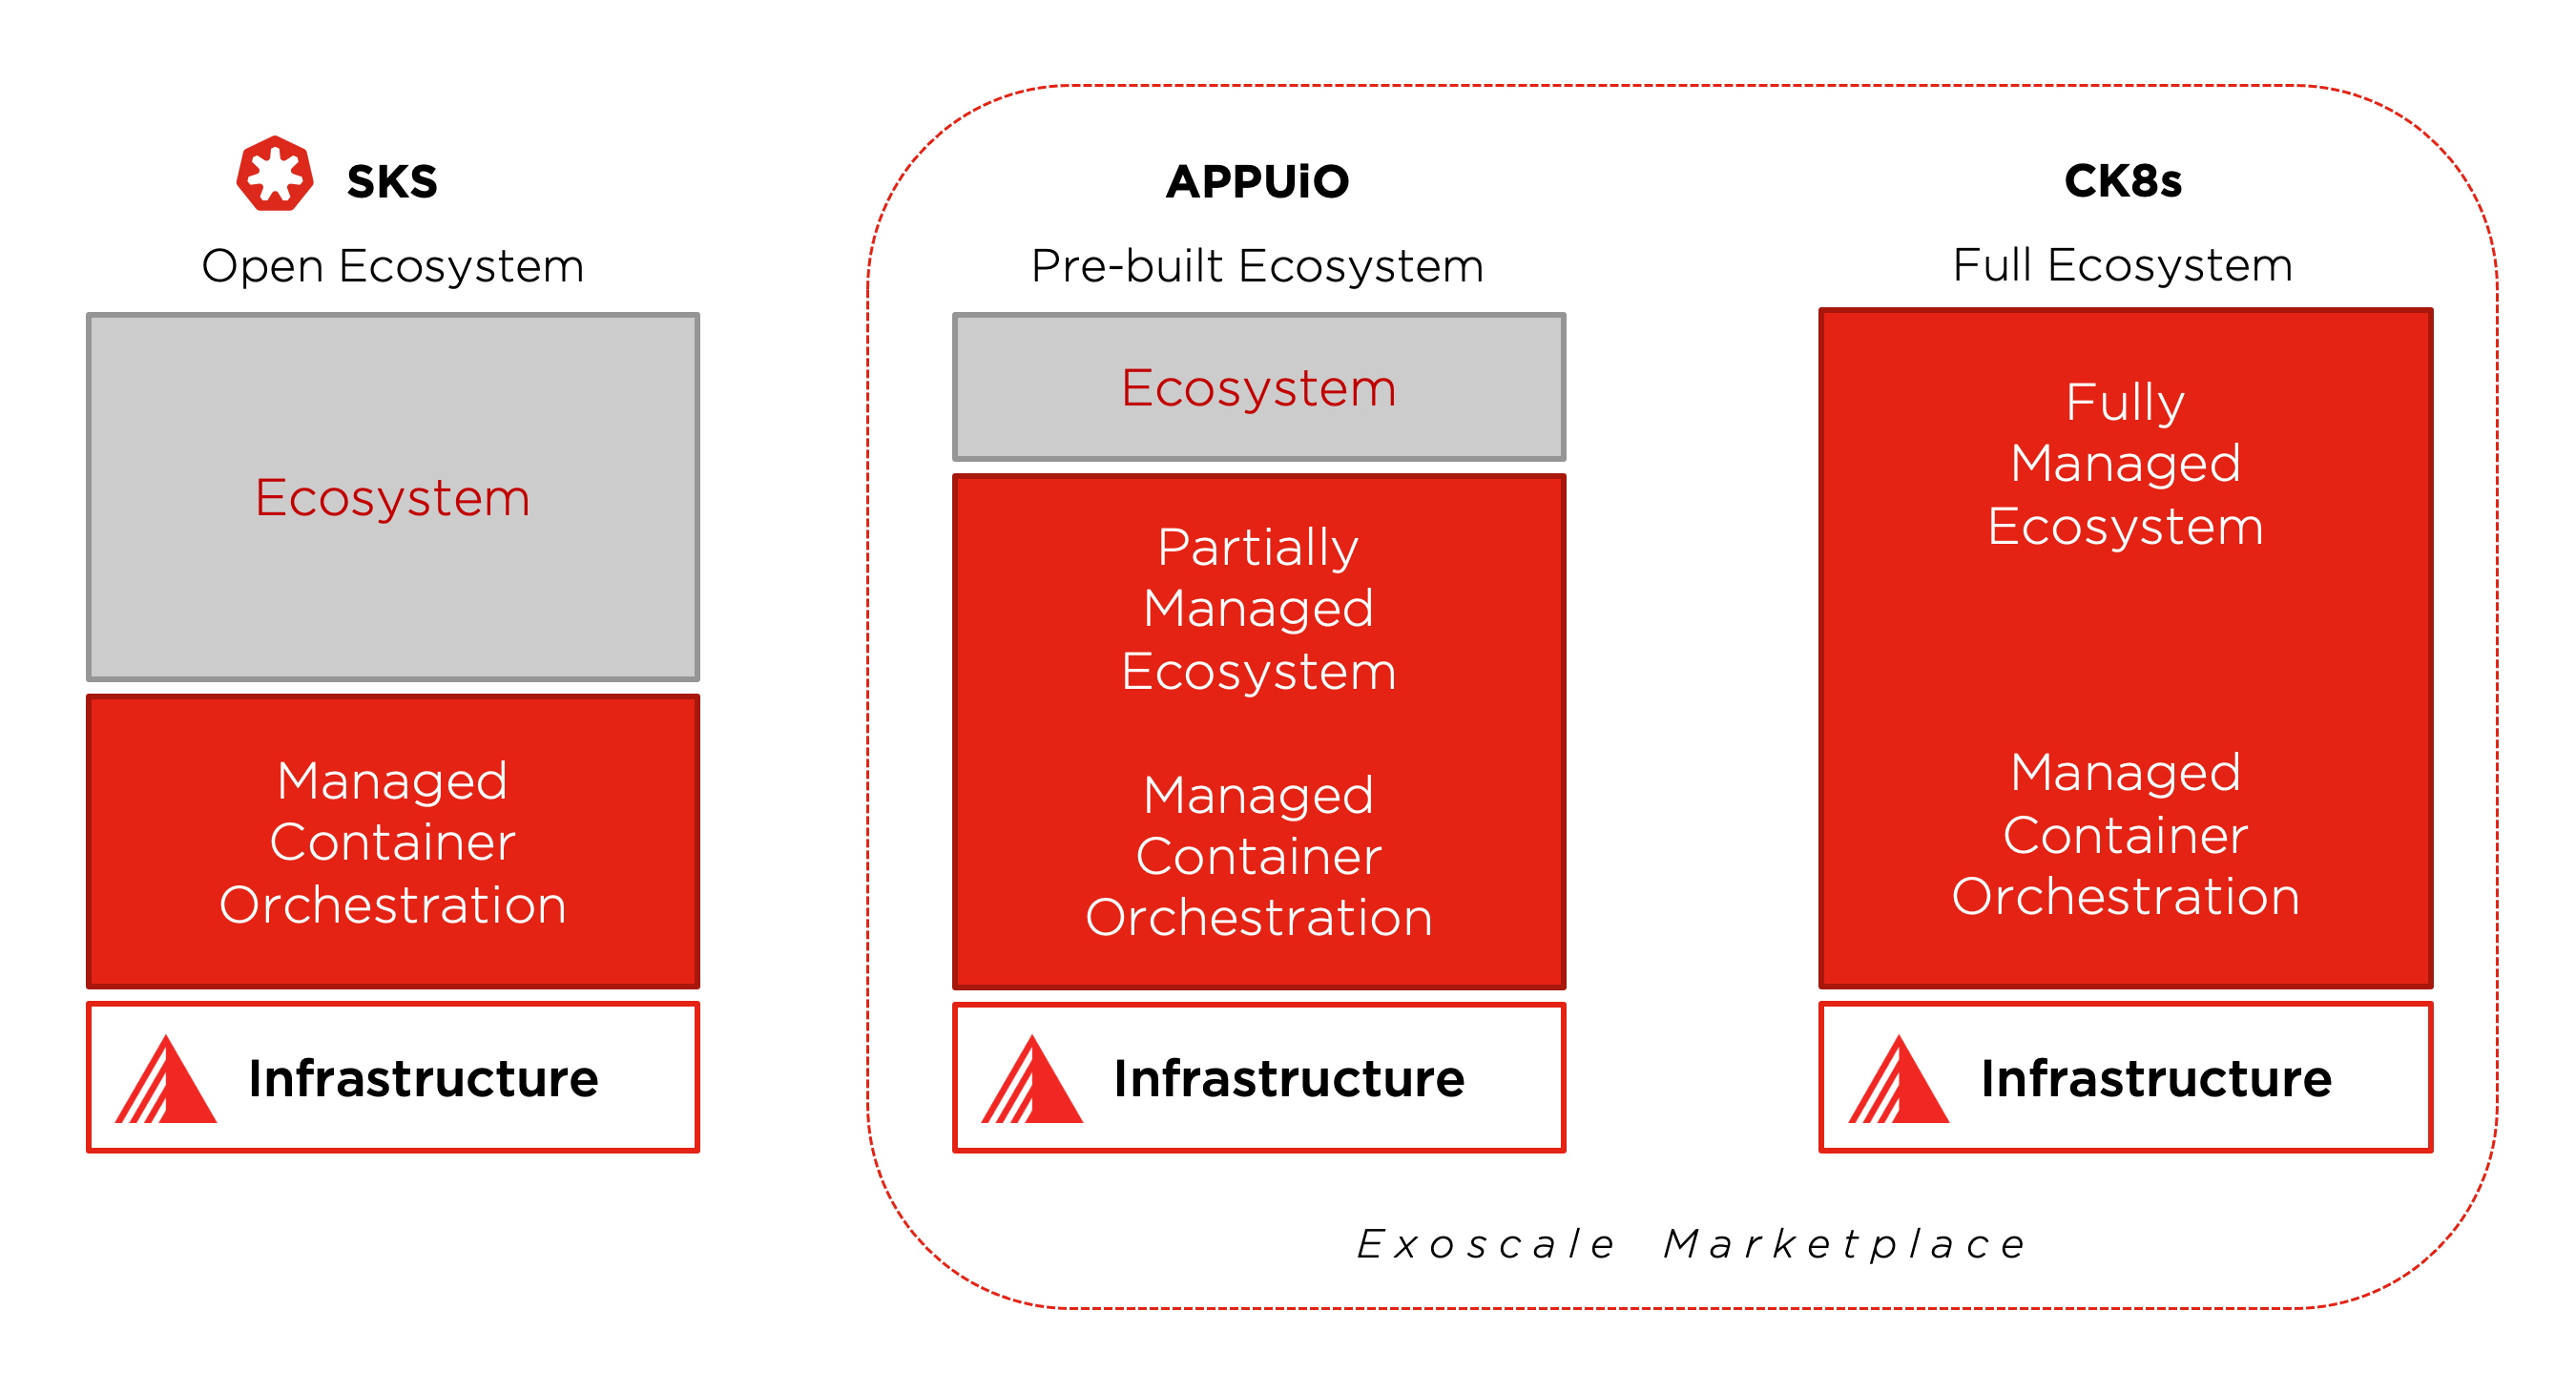 SKS
Open Ecosystem
Ecosystem
Managed
Container
Orchestration
Infrastructure
APPUiO
Pre-built Ecosystem
Ecosystem
Partially
Managed
Ecosystem
Managed
Container
Orchestration
Infrastructure
CK8s
Full Ecosystem
Fully
Managed
Ecosystem
Managed
Container
Orchestration
Infrastructure
Exoscale Marketplace